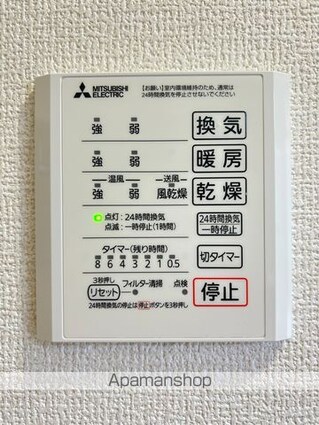 MITSUBISHI
ELECTRIC
【お願い】室内環境維持のため、通常は
24時間換気を停止させないでください
強 弱 換気
強 弱 暖房
温風 送風
強 弱 風乾燥 乾燥
点灯:24時間換気
点滅:一時停止(1時間)
24時間換気
一時停止
タイマー(残り時間)
8 6 4 3 2 1 0.5
切タイマー
3秒押し
リセット フィルター清掃 点検
停止
24時間換気の停止は停止ボタンを3秒押し
Apamanshop